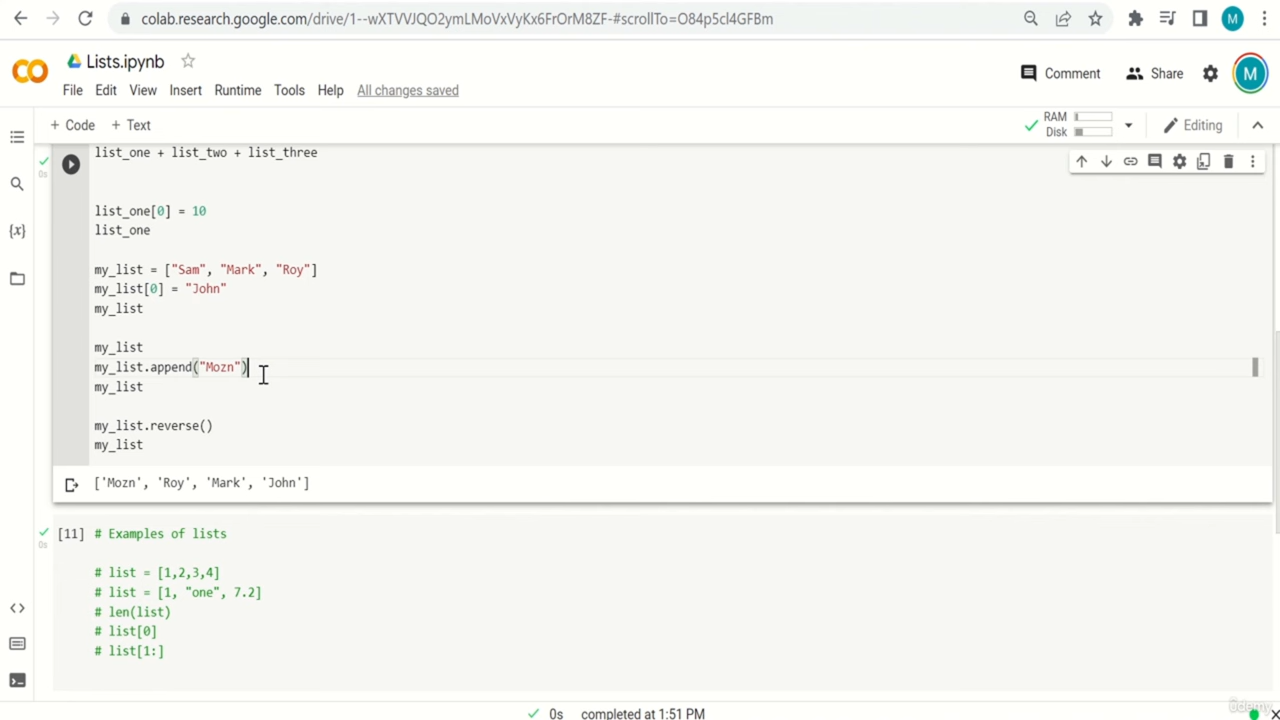 colab.research.google.com/drive/1--wXTVVJQO2ymLMoVxVyKx6FrOrM8ZF-#scrollTo=O84p5cl4GFBm
M
Lists.ipynb
File Edit View Insert Runtime Tools Help All changes saved
Comment Share M
+ Code + Text
RAM
Disk
Editing
list_one + list_two + list_three
0s
list_one[0] = 10
list_one
my_list = ["Sam", "Mark", "Roy"]
my_list[0] = "John"
my_list
my_list
my_list.append("Mozn")
my_list
my_list.reverse()
my_list
['Mozn', 'Roy', 'Mark', 'John']
[11] # Examples of lists
0s
# list = [1,2,3,4]
# list = [1, "one", 7.2]
# len(list)
# list[0]
# list[1:]
0s completed at 1:51 PM
ûdemy